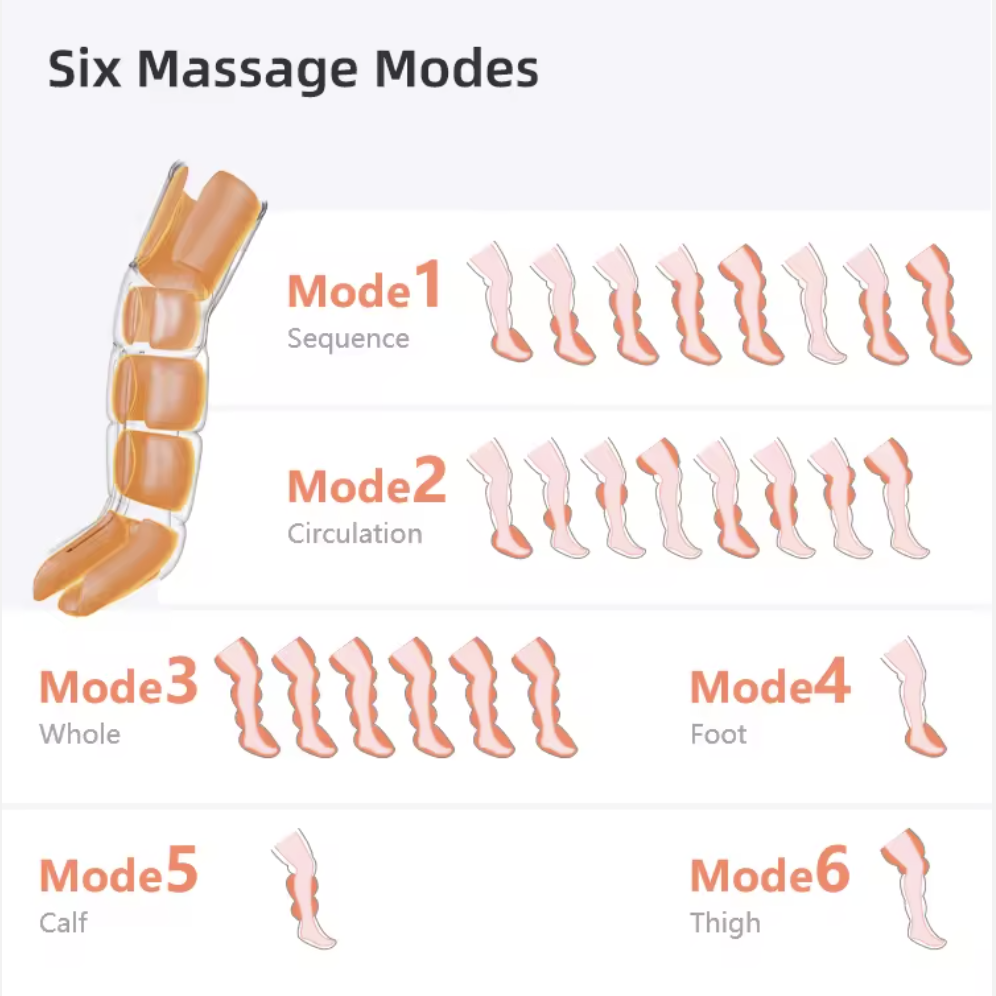 Six Massage Modes
Mode1
Sequence
Mode2
Circulation
Mode3
Whole
Mode4
Foot
Mode5
Calf
Mode6
Thigh